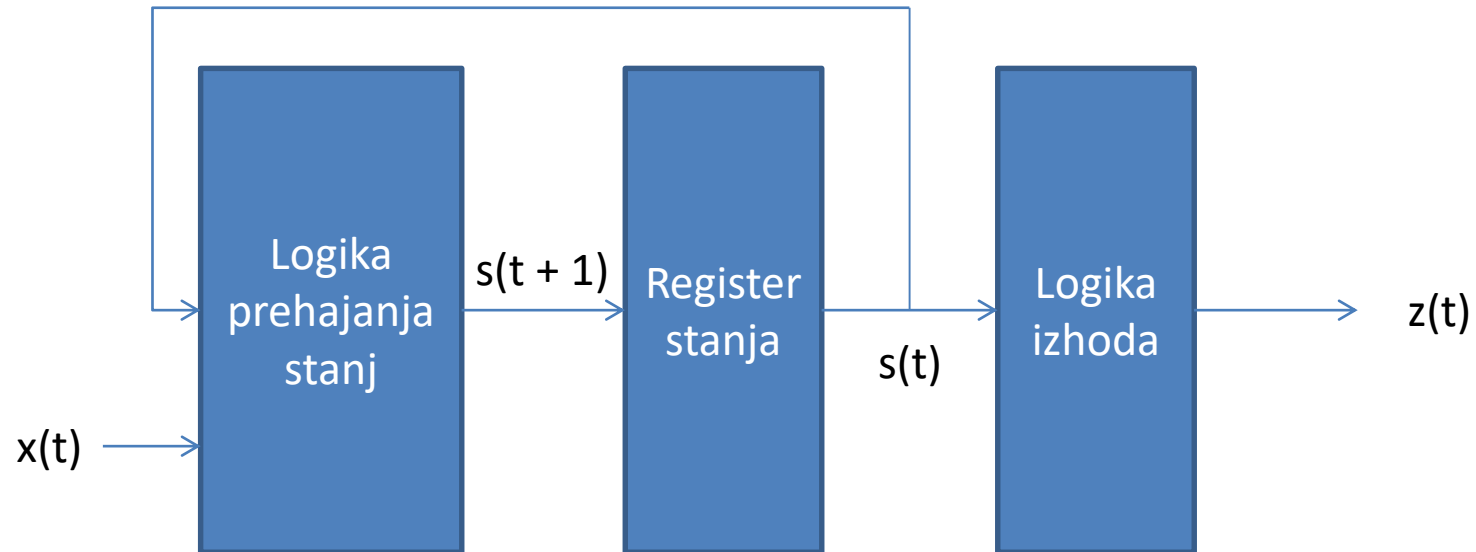 x(t)
Logika
prehajanja
stanj
s(t + 1)
Register
stanja
s(t)
Logika
izhoda
z(t)